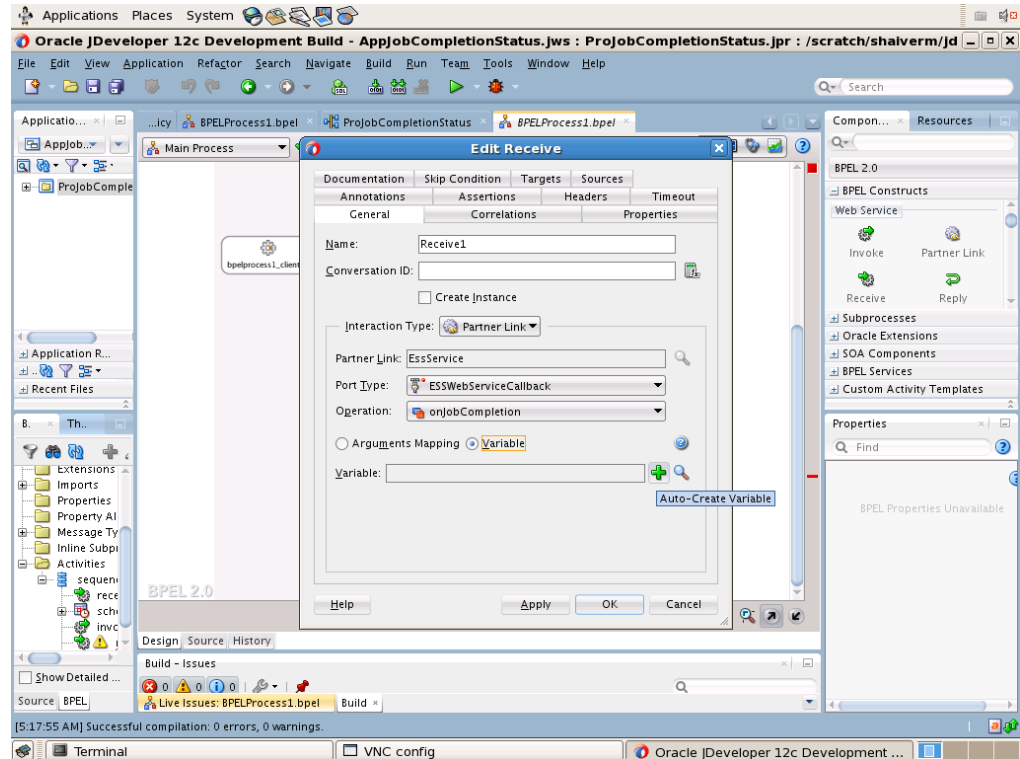 Applications Places System
Oracle JDeveloper 12c Development Build - AppJobCompletionStatus.jws : ProJobCompletionStatus.jpr : /scratch/shaiverm/jd
File Edit View Application Refactor Search Navigate Build Run Team Tools Window Help
Search
Applicatio...
...icy BPELProcess1.bpel ProJobCompletionStatus BPELProcess1.bpel
Compon... Resources
AppJob...
Main Process
ProJobComple
BPEL 2.0
BPEL Constructs
Web Service
Invoke Partner Link
Receive Reply
Subprocesses
Oracle Extensions
SOA Components
BPEL Services
Custom Activity Templates
bpelprocess1_client
Edit Receive
Documentation Skip Condition Targets Sources
Annotations Assertions Headers Timeout
General Correlations Properties
Name: Receive1
Conversation ID:
Create Instance
Interaction Type: Partner Link
Partner Link: EssService
Port Type: ESSWebServiceCallback
Operation: onJobCompletion
Arguments Mapping Variable
Variable:
Auto-Create Variable
Help Apply OK Cancel
Application R...
Recent Files
B. Th..
Extensions
Imports
Properties
Property Al
Message Ty
Inline Subpr
Activities
sequen
rece
sch
invo
Show Detailed ...
Source BPEL
BPEL 2.0
Design Source History
Build - Issues
0 0 0
Live Issues: BPELProcess1.bpel Build
Properties
Find
BPEL Properties Unavailable
[5:17:55 AM] Successful compilation: 0 errors, 0 warnings.
Terminal VNC config Oracle JDeveloper 12c Development ...